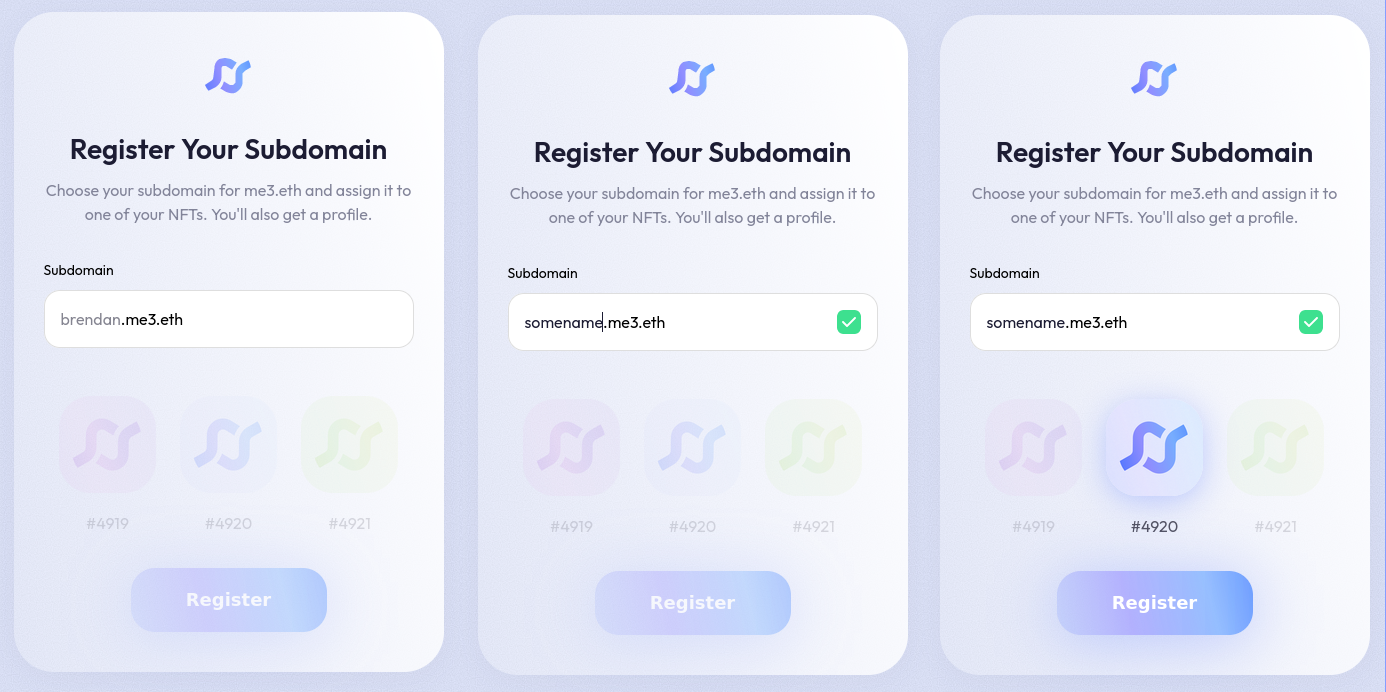 Register Your Subdomain
Choose your subdomain for me3.eth and assign it to
one of your NFTs. You'll also get a profile.
Subdomain
brendan.me3.eth
#4919 #4920 #4921
Register
Register Your Subdomain
Choose your subdomain for me3.eth and assign it to
one of your NFTs. You'll also get a profile.
Subdomain
somename.me3.eth
#4919 #4920 #4921
Register
Register Your Subdomain
Choose your subdomain for me3.eth and assign it to
one of your NFTs. You'll also get a profile.
Subdomain
somename.me3.eth
#4919 #4920 #4921
Register